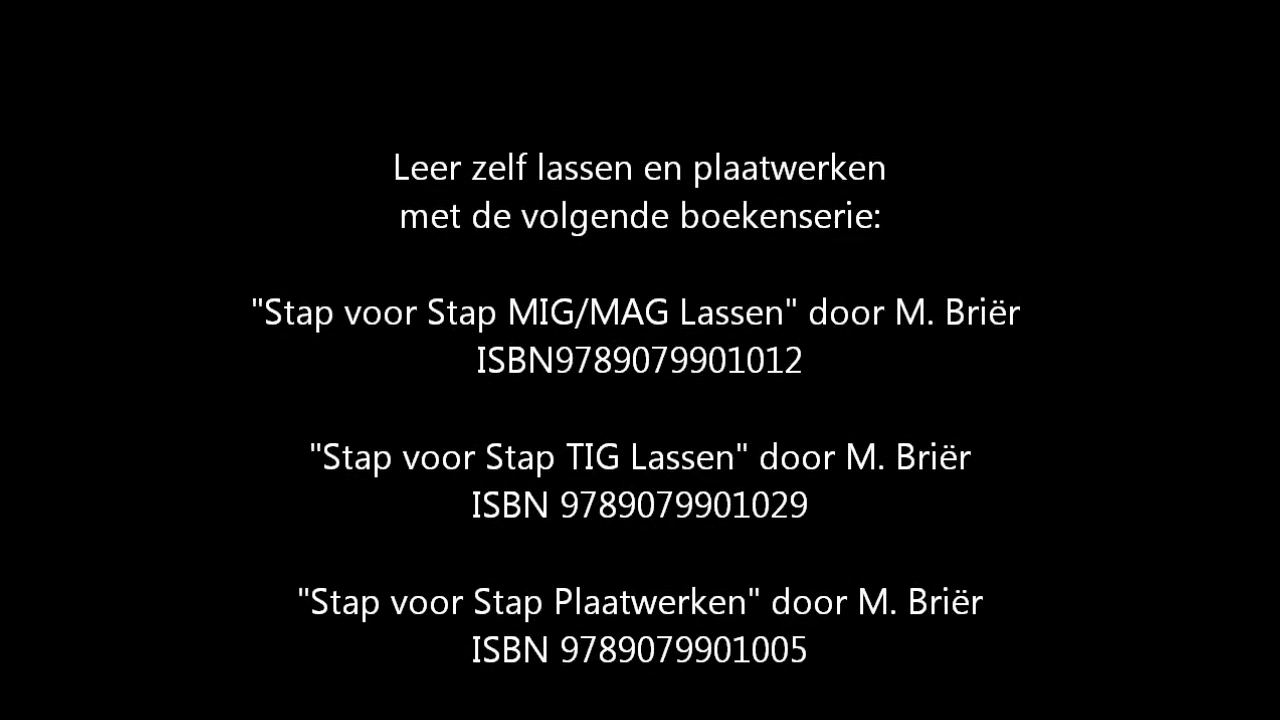 Leer zelf lassen en plaatwerken
met de volgende boekenserie:
"Stap voor Stap MIG/MAG Lassen" door M. Briër
ISBN9789079901012
"Stap voor Stap TIG Lassen" door M. Briër
ISBN 9789079901029
"Stap voor Stap Plaatwerken" door M. Briër
ISBN 9789079901005